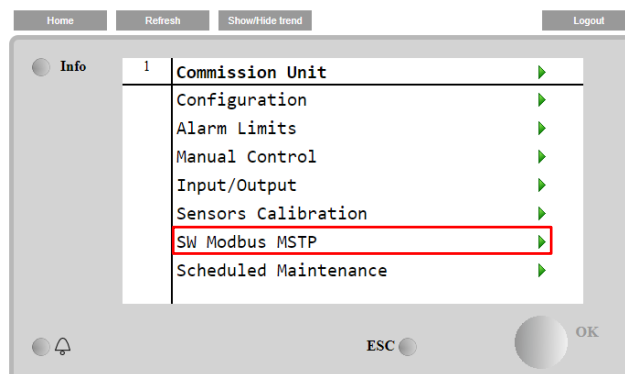 Home Refresh Show/Hide trend Logout
Info
1 Commission Unit
Configuration
Alarm Limits
Manual Control
Input/Output
Sensors Calibration
SW Modbus MSTP
Scheduled Maintenance
ESC OK